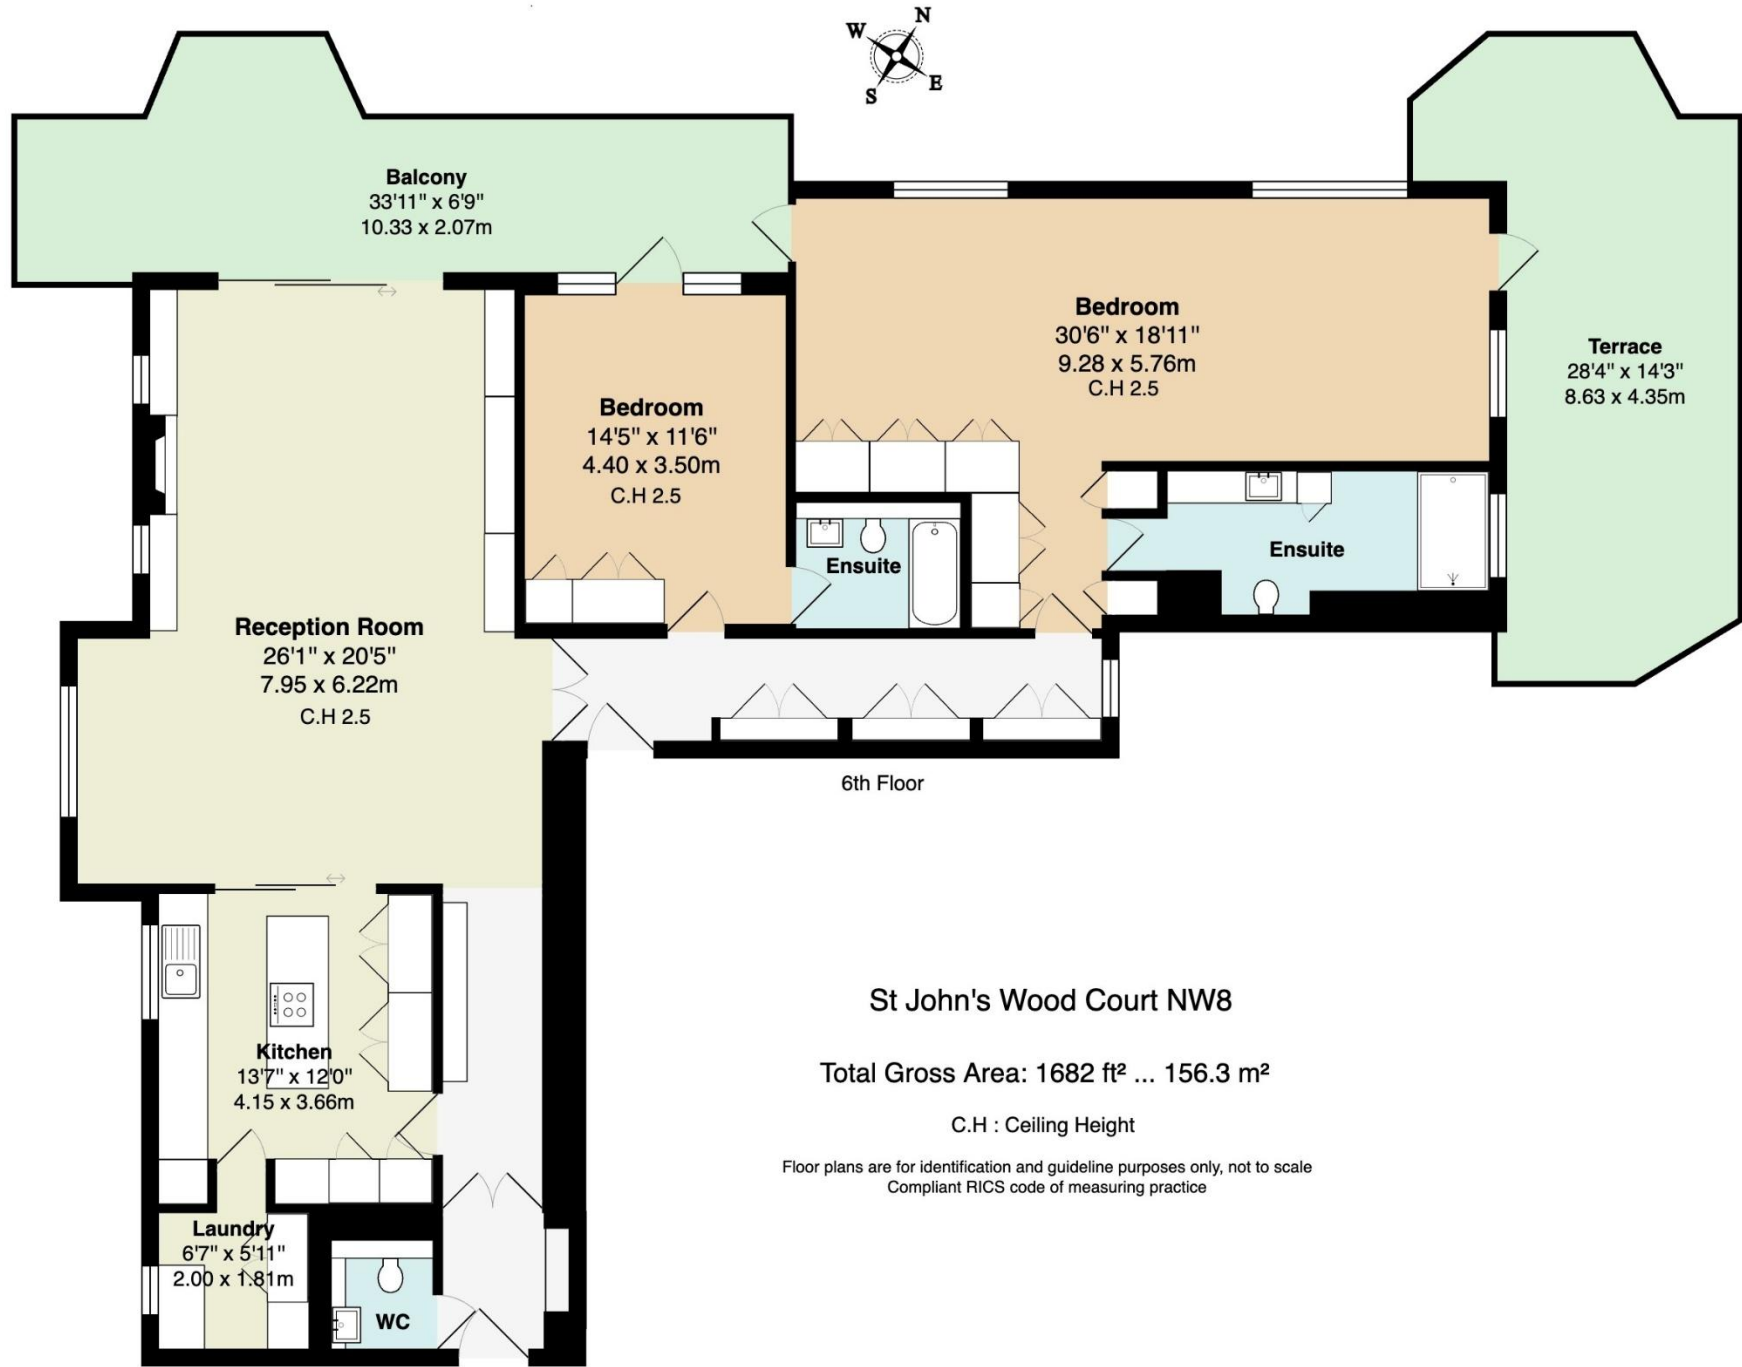 N
W
E
S
Balcony
33'11" x 6'9"
10.33 x 2.07m
Bedroom
30'6" x 18'11"
9.28 x 5.76m
C.H 2.5
Terrace
28'4" x 14'3"
8.63 x 4.35m
Bedroom
14'5" x 11'6"
4.40 x 3.50m
C.H 2.5
Ensuite
Ensuite
Reception Room
26'1" x 20'5"
7.95 x 6.22m
C.H 2.5
6th Floor
Kitchen
13'7" x 12'0"
4.15 x 3.66m
Laundry
6'7" x 5'11"
2.00 x 1.81m
WC
St John's Wood Court NW8
Total Gross Area: 1682 ft² ... 156.3 m²
C.H : Ceiling Height
Floor plans are for identification and guideline purposes only, not to scale
Compliant RICS code of measuring practice